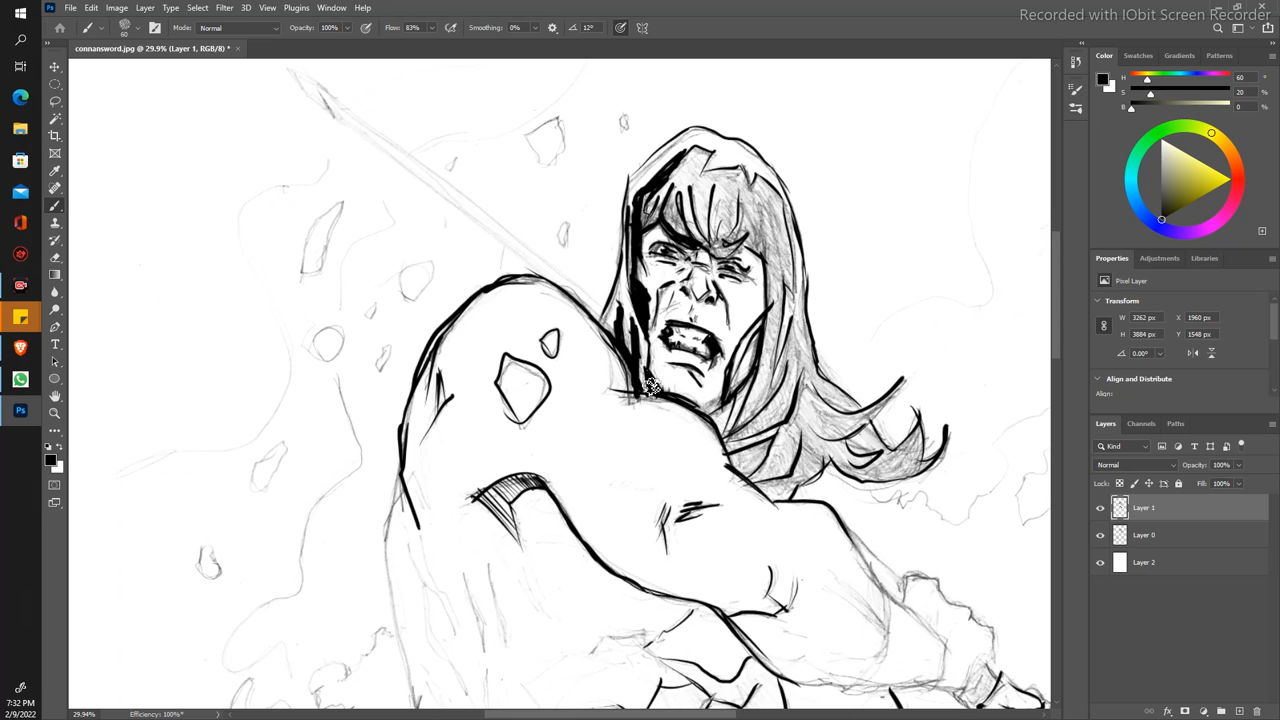 Recorded with IObit Screen Recorder
File Edit Image Layer Type Select Filter 3D View Plugins Window Help
60 Mode: Normal Opacity: 100% Flow: 83% Smoothing: 0% 12°
connansword.jpg @ 29.9% (Layer 1, RGB/8) *
Color Swatches Gradients Patterns
H 60 °
S 20 %
B 0 %
Properties Adjustments Libraries
Pixel Layer
Transform
W 3262 px X 1960 px
H 3884 px Y 1548 px
0.00°
Align and Distribute
Align:
Layers Channels Paths
Kind
Normal Opacity: 100%
Lock: Fill: 100%
Layer 1
Layer 0
Layer 2
7:32 PM
2/9/2022
29.94% Efficiency: 100%*